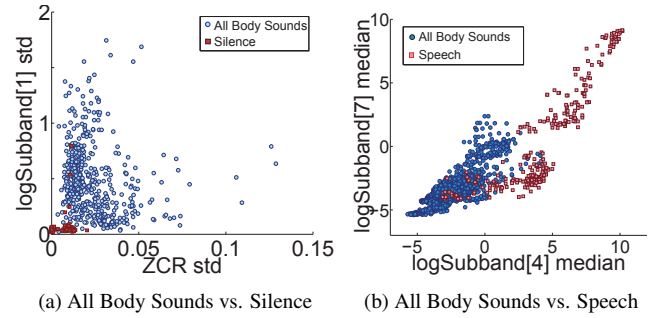 2
1
0
0
0.05
0.1
0.15
logSubband[1] std
ZCR std
All Body Sounds
Silence
10
5
0
−5
−5
0
5
10
logSubband[7] median
logSubband[4] median
All Body Sounds
Speech
(a) All Body Sounds vs. Silence
(b) All Body Sounds vs. Speech